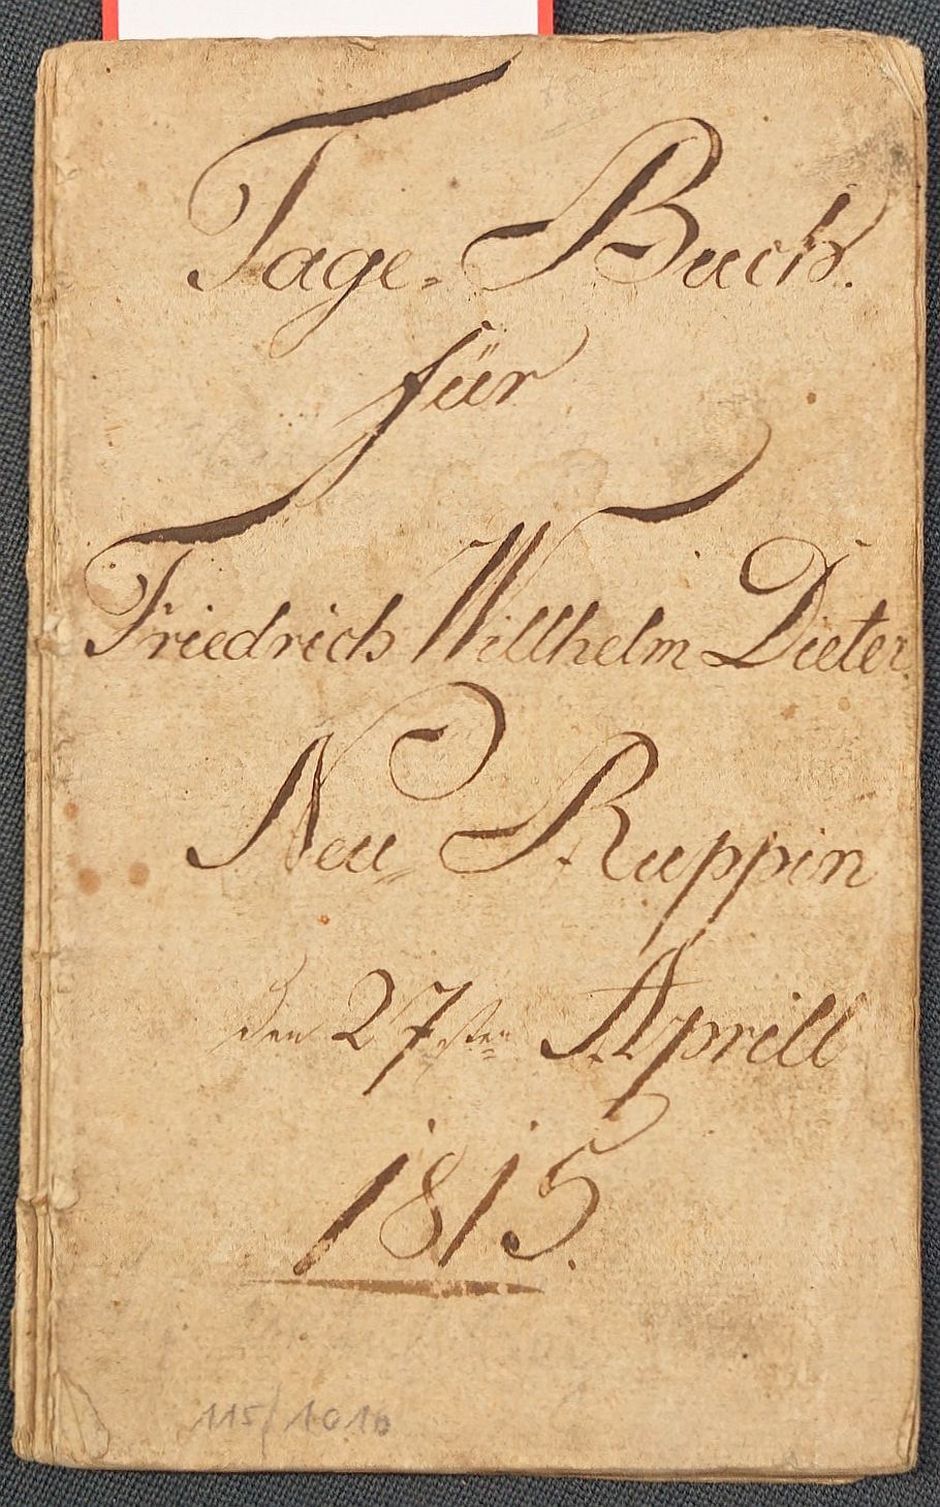 Tage-Buch.
für
Friedrich Willhelm Dieter.
Neu-Ruppin
den 27sten Aprill
1815.
115/1010